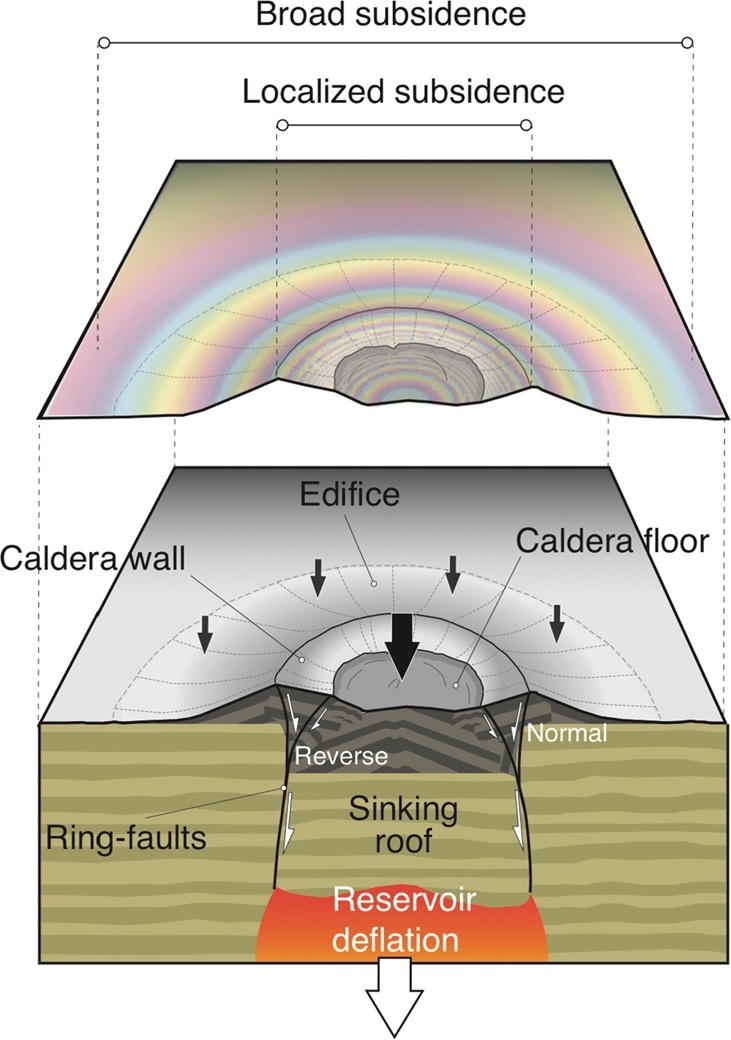 Broad subsidence
Localized subsidence
Edifice
Caldera floor
Caldera wall
Normal
Reverse
Ring-faults
Sinking
roof
Reservoir
deflation